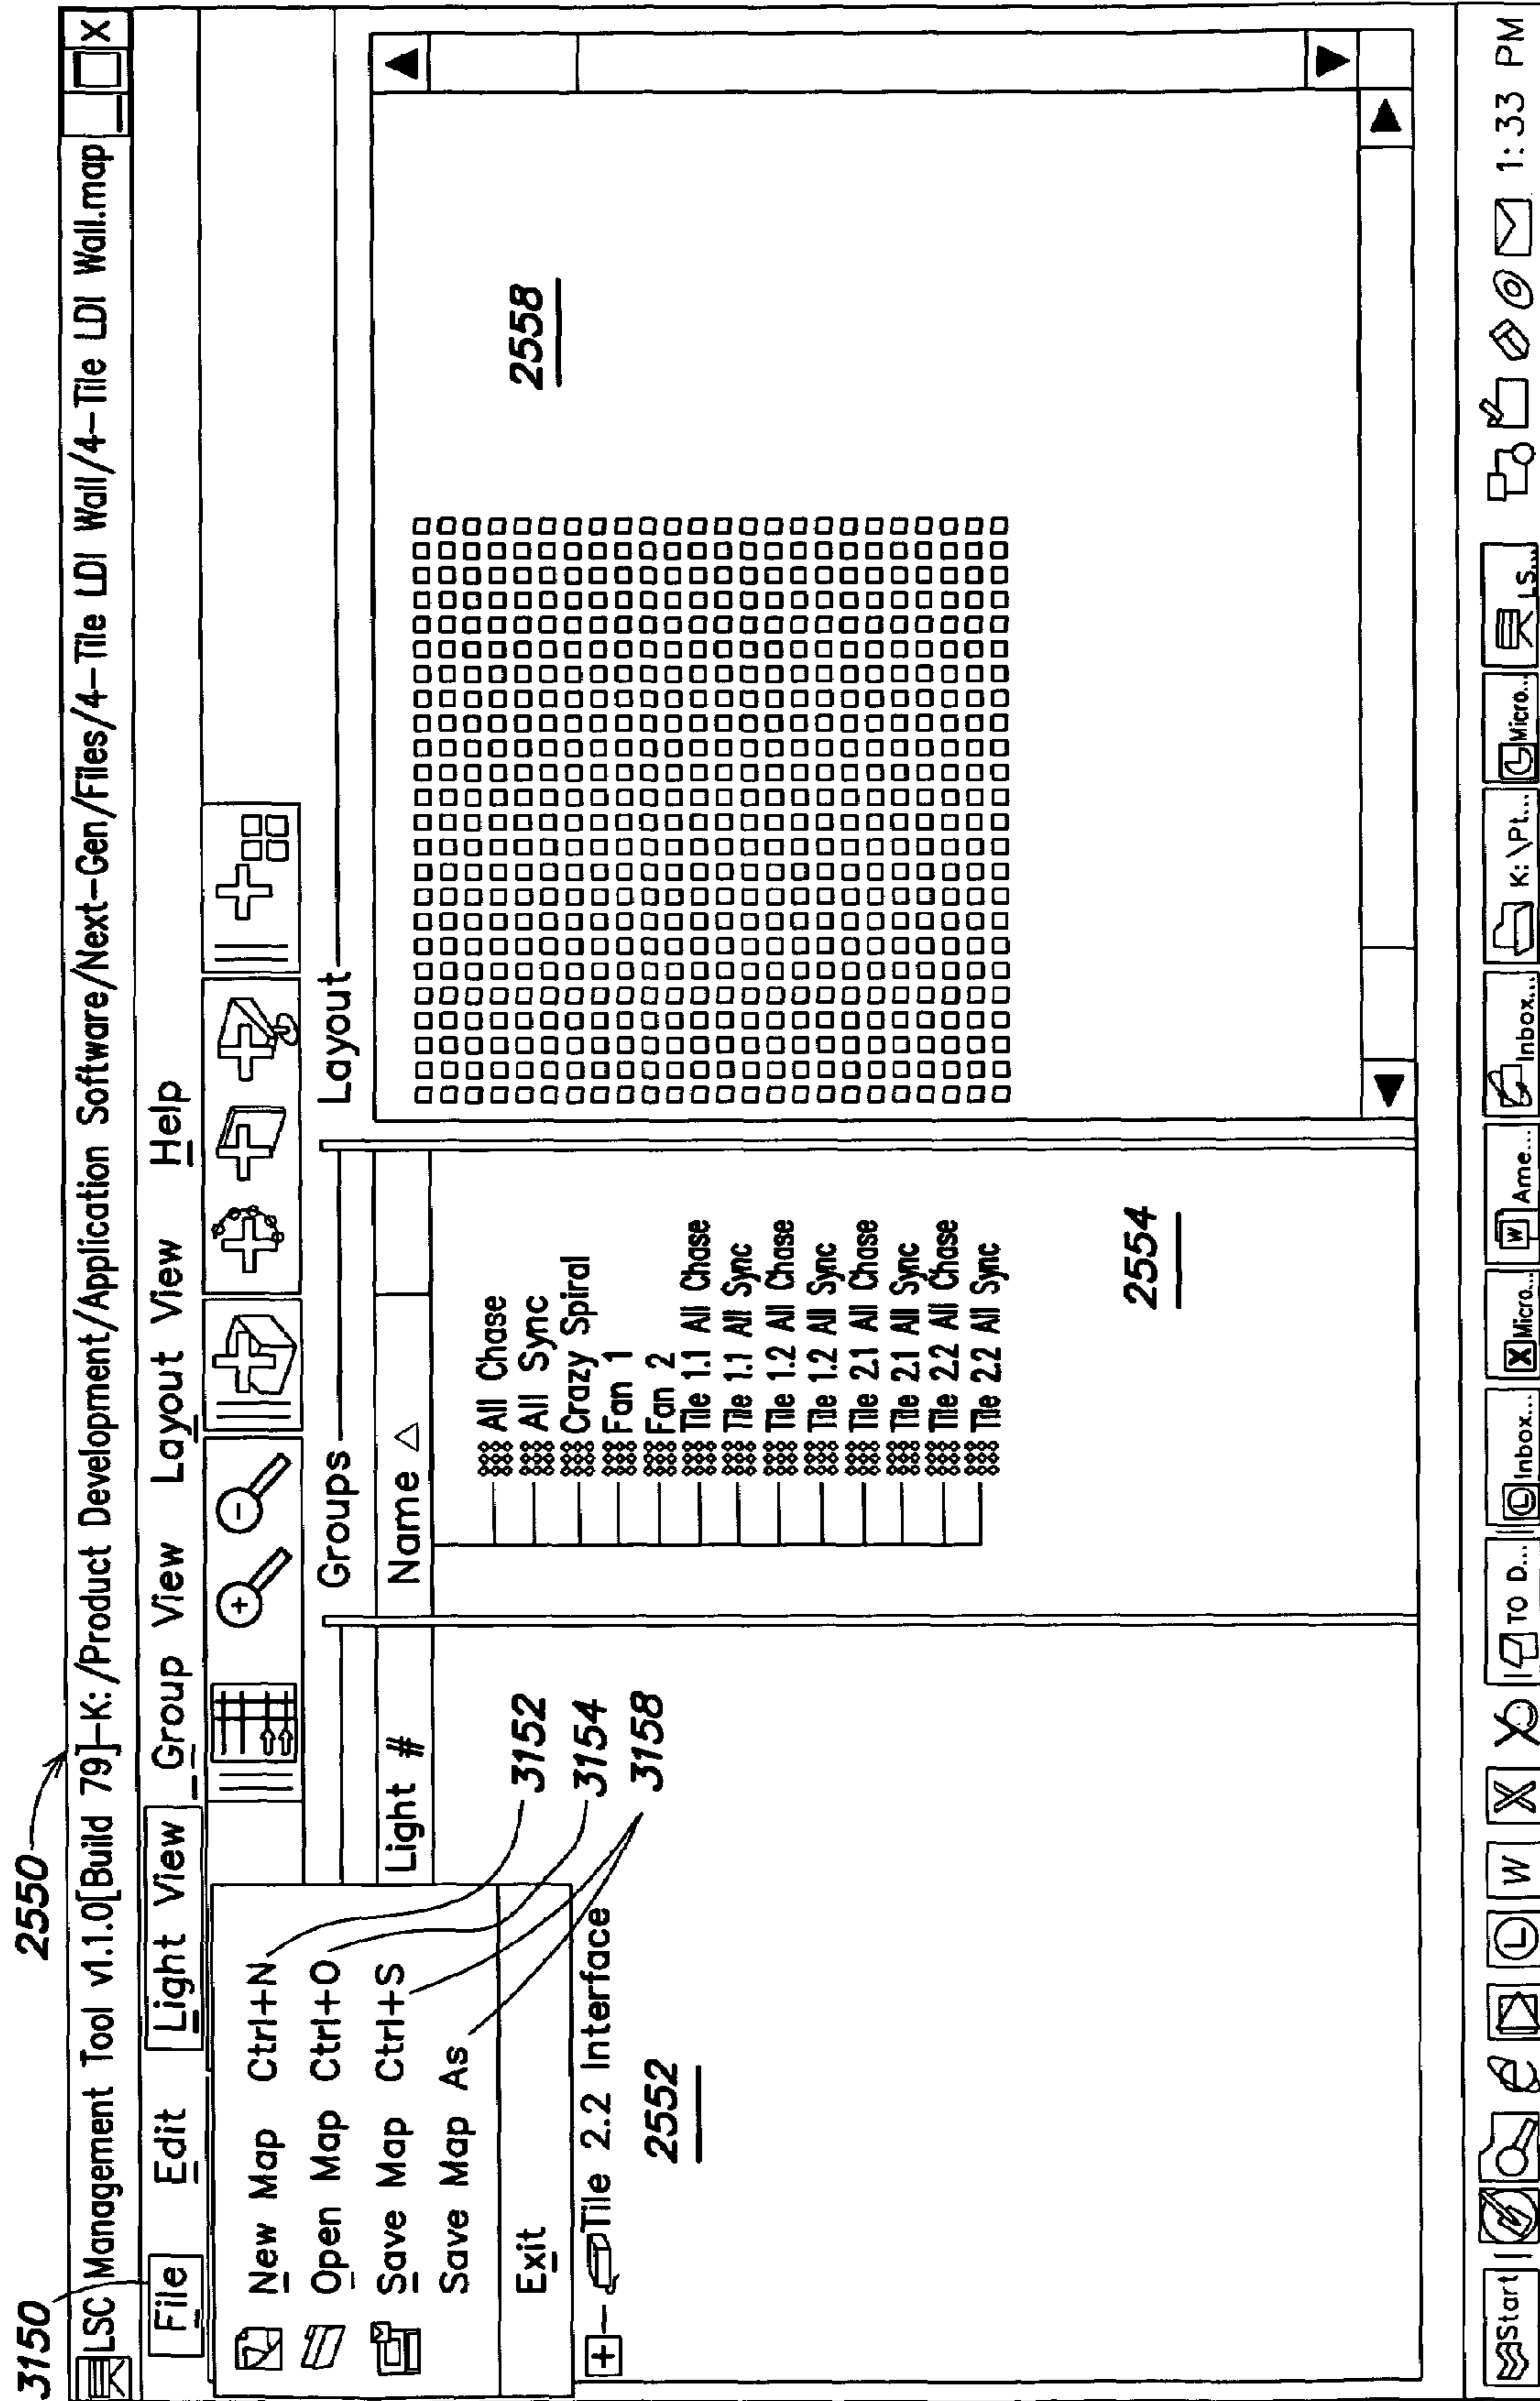 3150
2550
LSC Management Tool v1.1.0[Build 79]-K:/Product Development/Application Software/Next-Gen/Files/4-Tile LDI Wall/4-Tile LDI Wall.map _ X
File Edit Light View Group View Layout View Help
New Map Ctrl+N
Open Map Ctrl+O
Save Map Ctrl+S
Save Map As
Exit
3152
3154
3158
Light #
Tile 2.2 Interface
2552
Groups
Name
All Chase
All Sync
Crazy Spiral
Fan 1
Fan 2
Tile 1.1 All Chase
Tile 1.1 All Sync
Tile 1.2 All Chase
Tile 1.2 All Sync
Tile 2.1 All Chase
Tile 2.1 All Sync
Tile 2.2 All Chase
Tile 2.2 All Sync
2554
Layout
2558
Start e L W X TO D... L Inbox... X Micro... W Ame... Inbox... K:\Pt... Micro... LS... 1:33 PM